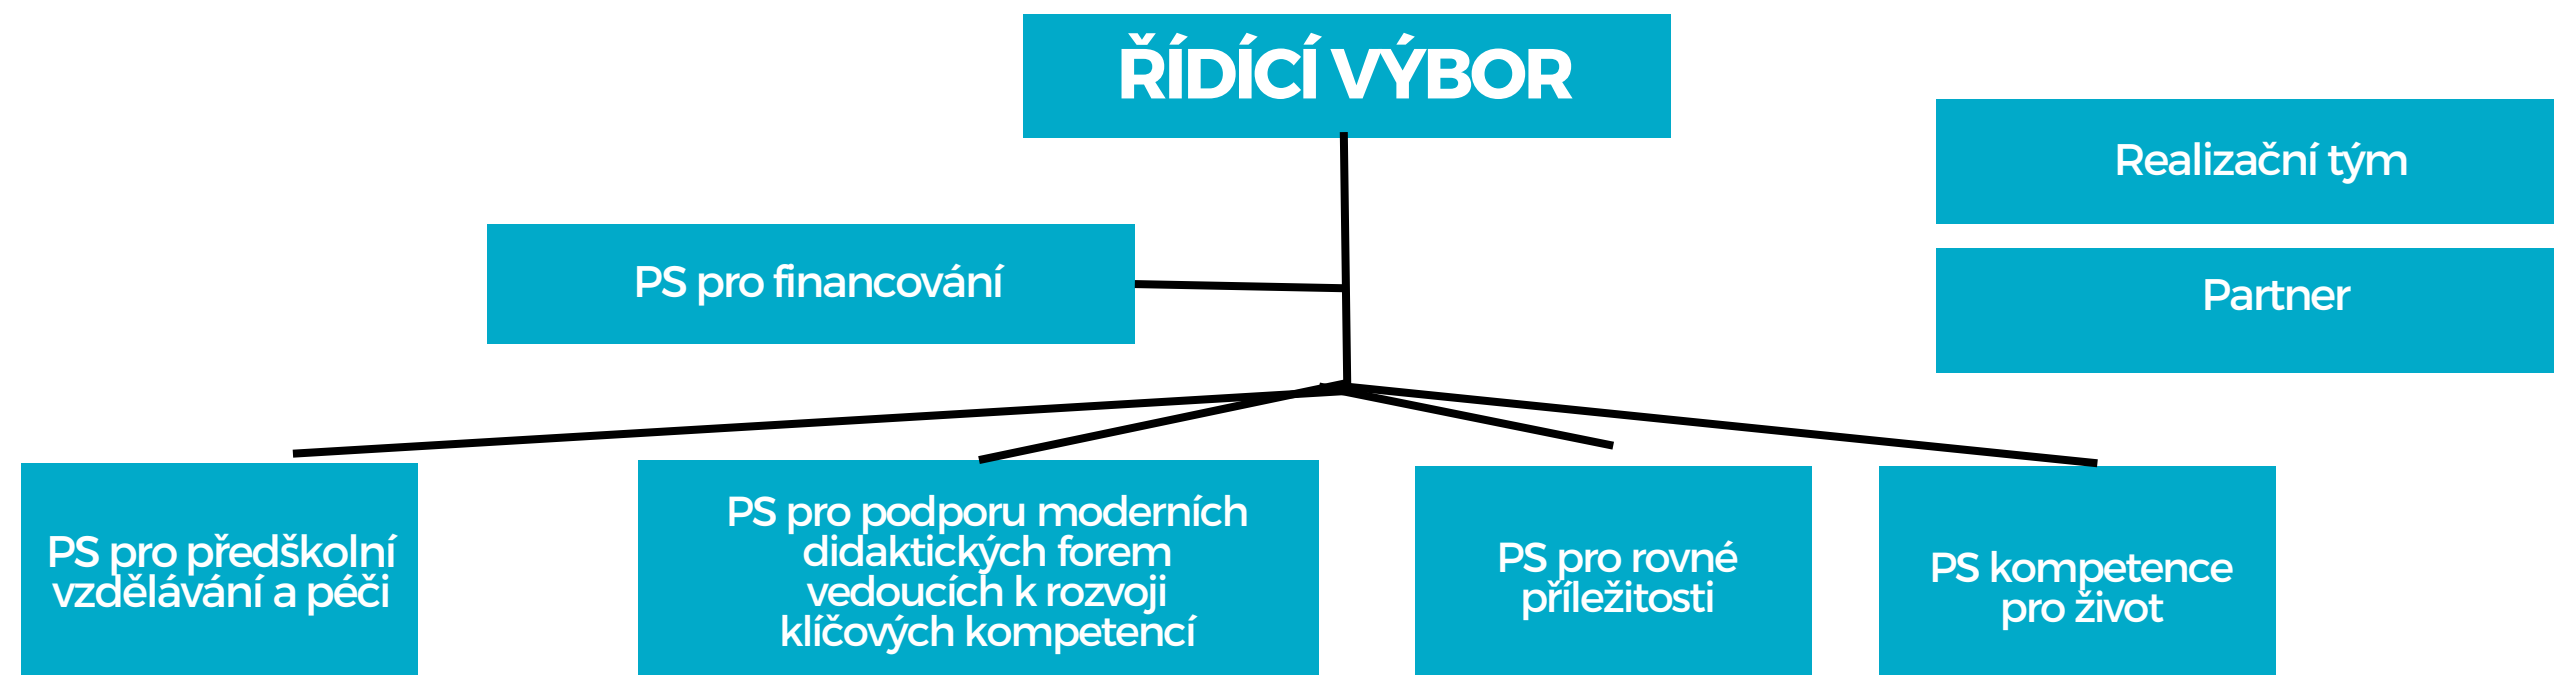 ŘÍDÍCÍ VÝBOR
Realizační tým
PS pro financování
Partner
PS pro předškolní
vzdělávání a péči
PS pro podporu moderních
didaktických forem
vedoucích k rozvoji
klíčových kompetencí
PS pro rovné
příležitosti
PS kompetence
pro život